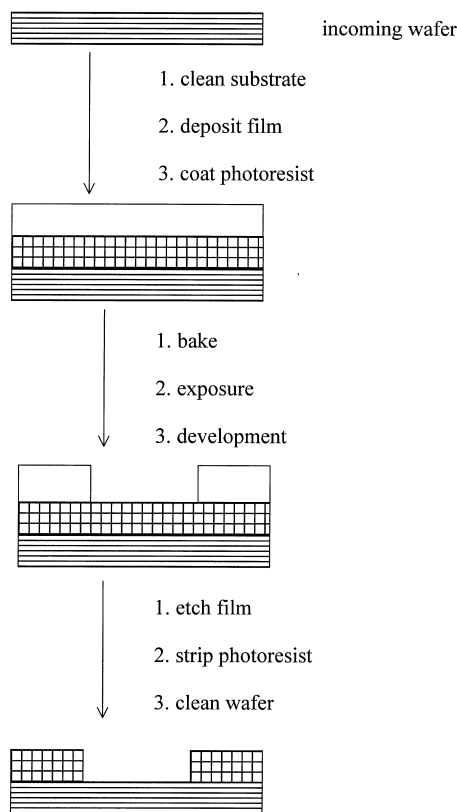 incoming wafer
1. clean substrate
2. deposit film
3. coat photoresist
1. bake
2. exposure
3. development
1. etch film
2. strip photoresist
3. clean wafer